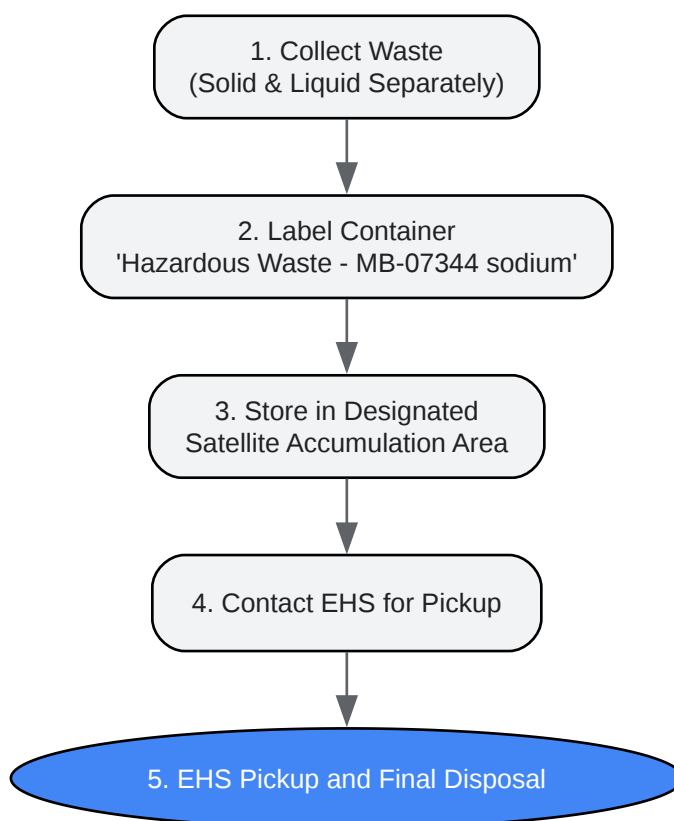 1. Collect Waste
(Solid & Liquid Separately)
2. Label Container
'Hazardous Waste - MB-07344 sodium'
3. Store in Designated
Satellite Accumulation Area
4. Contact EHS for Pickup
5. EHS Pickup and Final Disposal